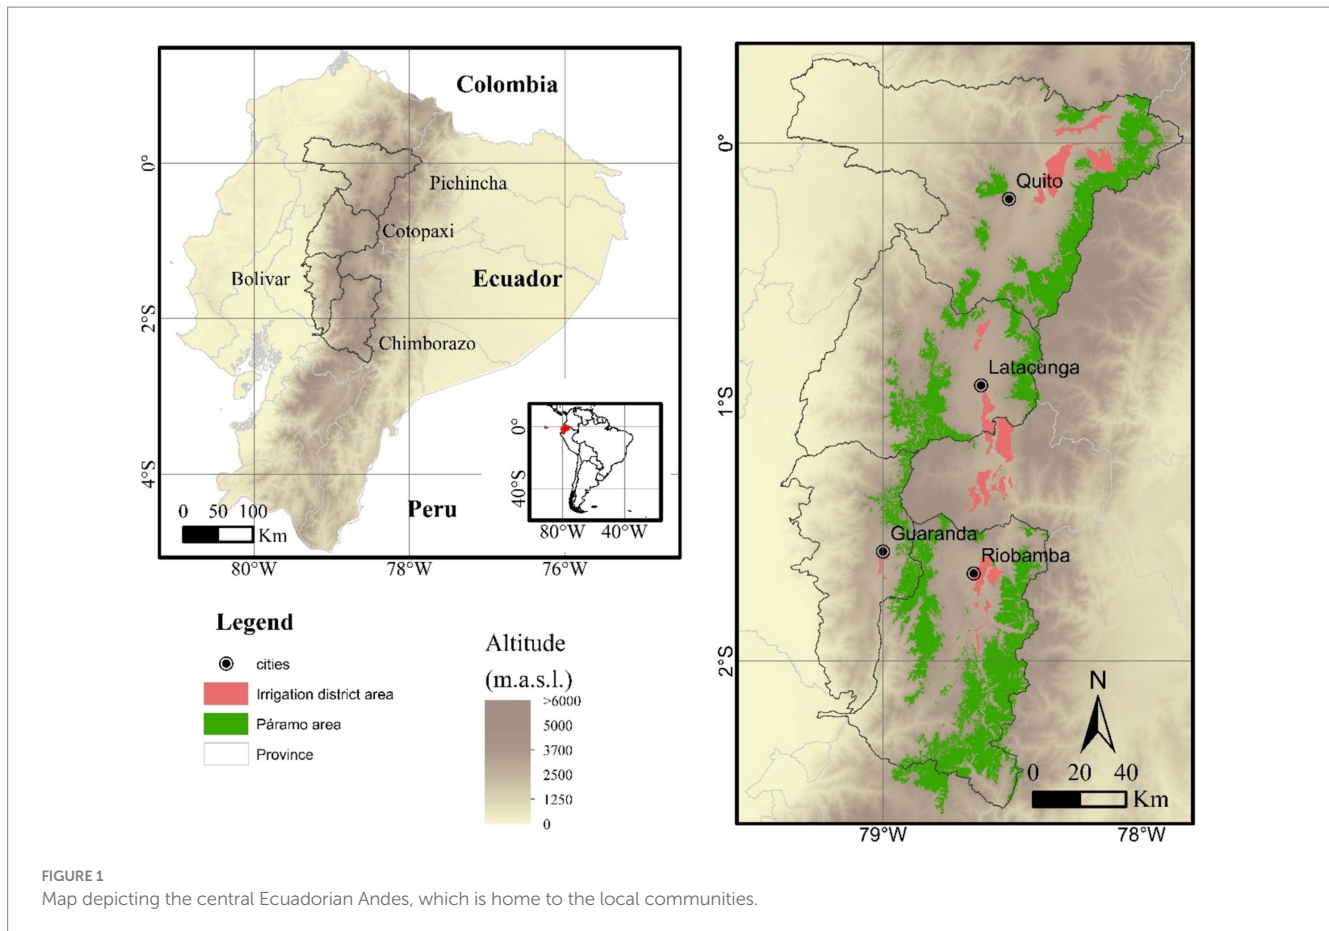 Colombia
0°
Pichincha
Cotopaxi
Bolivar
Ecuador
2°S
Chimborazo
0°
4°S
40°S
Peru
0 50 100
Km
80°W 40°W
80°W 78°W 76°W
0°
Quito
Latacunga
1°S
Guaranda
Riobamba
2°S
N
0 20 40
Km
79°W 78°W
Legend
cities
Irrigation district area
Páramo area
Province
Altitude
(m.a.s.l.)
>6000
5000
3700
2500
1250
0
FIGURE 1
Map depicting the central Ecuadorian Andes, which is home to the local communities.